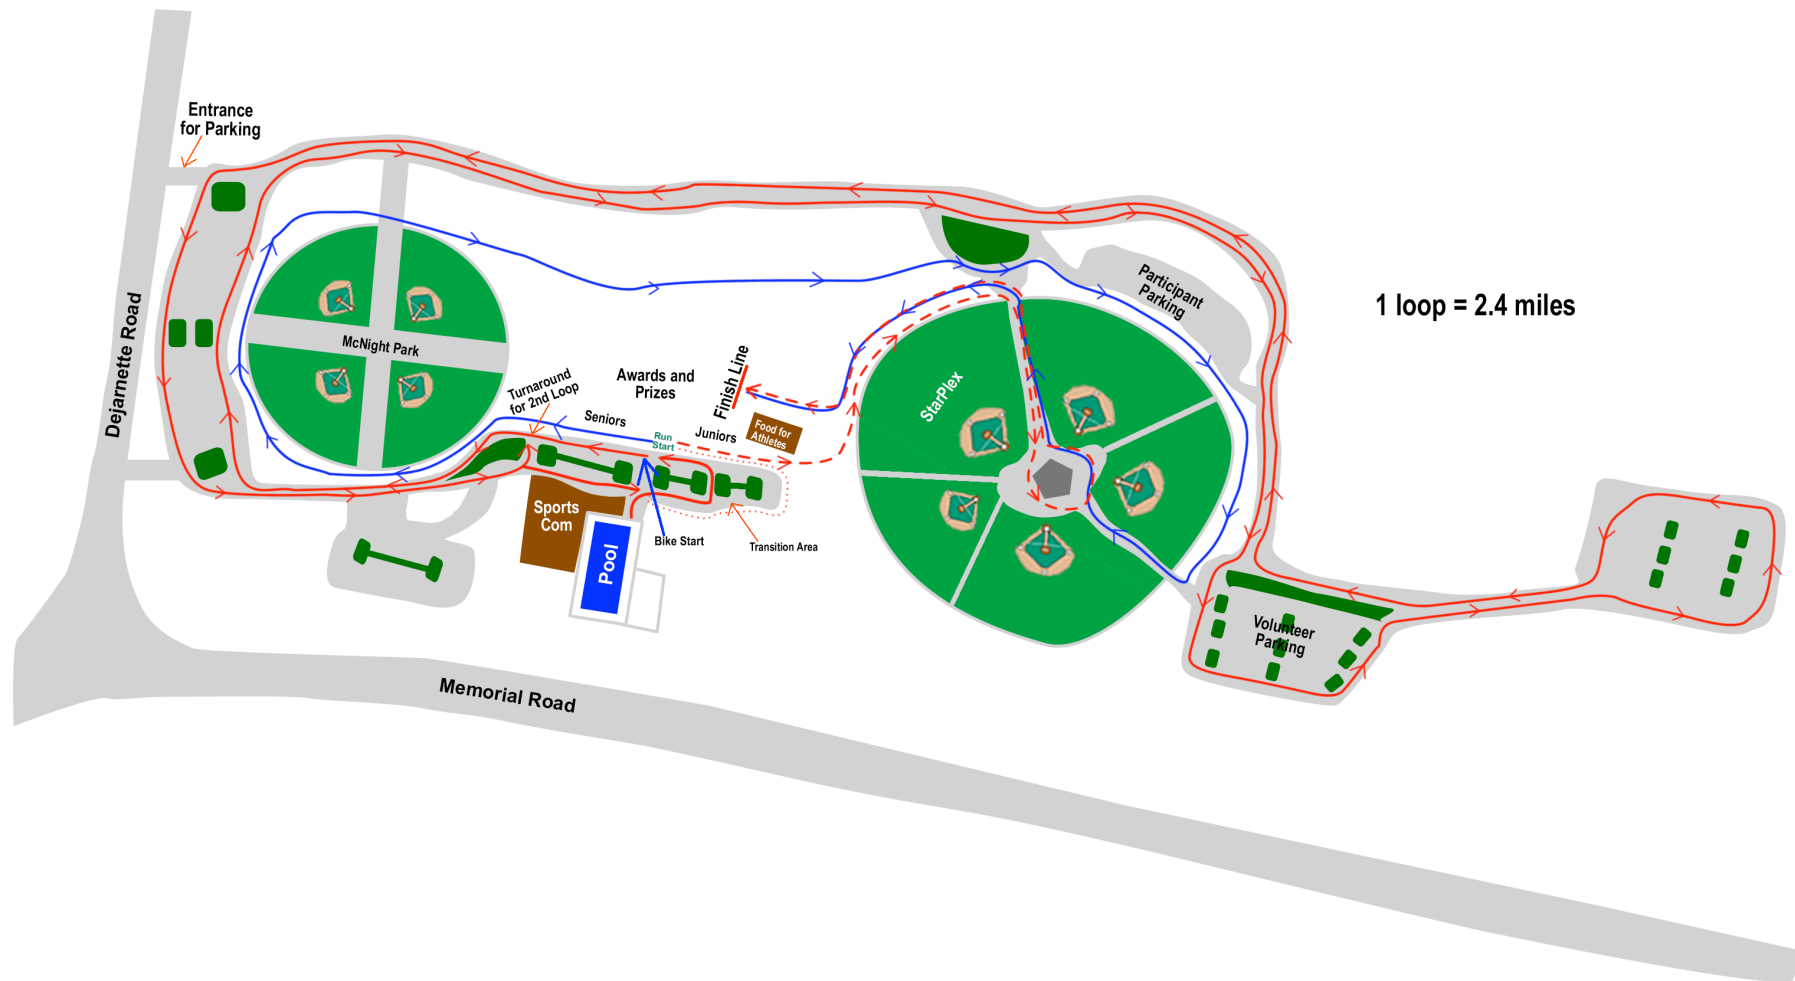 Entrance
for Parking
Dejarnette Road
McNight Park
Turnaround
for 2nd Loop
Seniors
Awards and
Prizes
Finish Line
Run
Start
Juniors
Food for
Athletes
StarPlex
Participant
Parking
1 loop = 2.4 miles
Sports
Com
Pool
Bike Start
Transition Area
Volunteer
Parking
Memorial Road